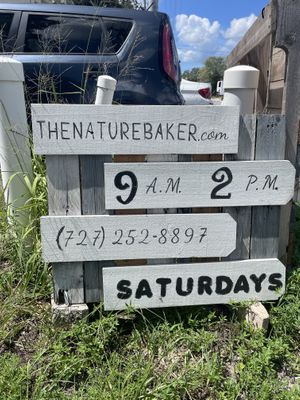 THENATUREBAKER.com
9 A.M. 2 P.M.
(727) 252-8897
SATURDAYS